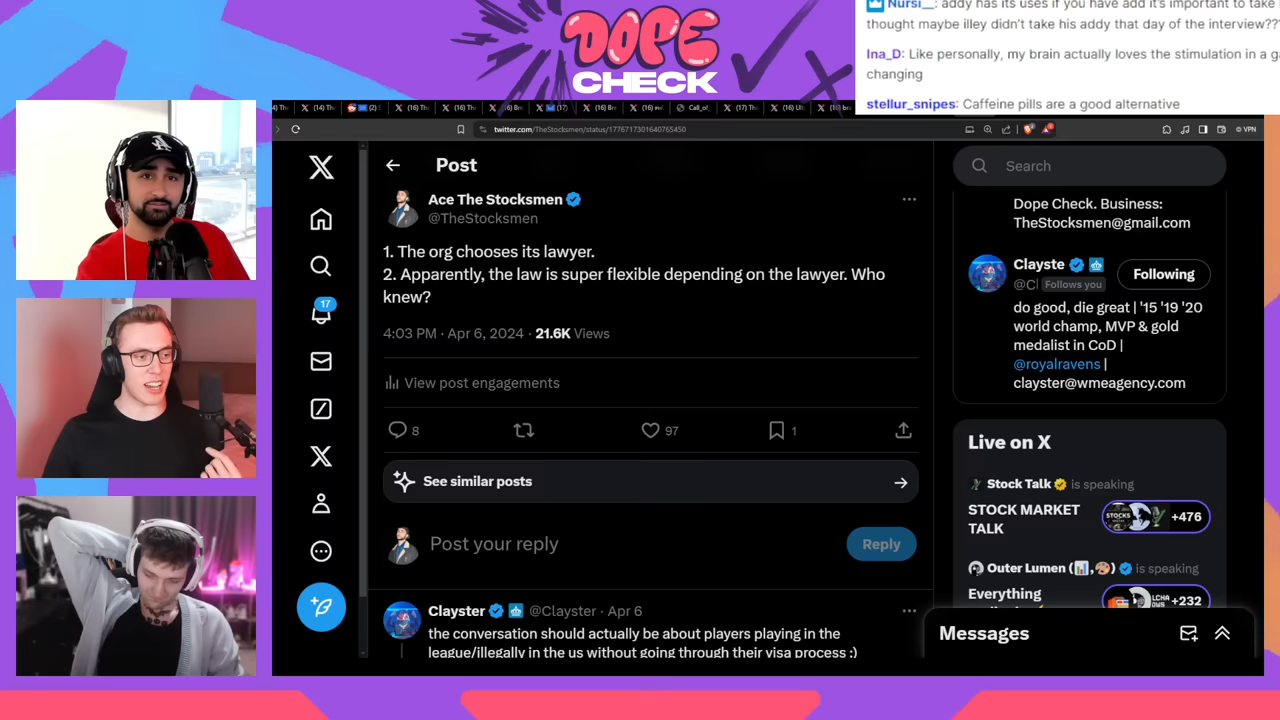 DOPE
CHECK
Nursi__: addy has its uses if you have add it's important to take
thought maybe illey didn't take his addy that day of the interview??
Ina_D: Like personally, my brain actually loves the stimulation in a
changing
stellur_snipes: Caffeine pills are a good alternative
twitter.com/TheStocksmen/status/1776717301640765450
VPN
Post
Search
Ace The Stocksmen
@TheStocksmen
1. The org chooses its lawyer.
2. Apparently, the law is super flexible depending on the lawyer. Who
knew?
4:03 PM · Apr 6, 2024 · 21.6K Views
View post engagements
8
97
1
See similar posts
Post your reply
Reply
Clayster @Clayster · Apr 6
the conversation should actually be about players playing in the
league/illegally in the us without going through their visa process :)
17
Dope Check. Business:
TheStocksmen@gmail.com
Clayste
@Cl Follows you
Following
do good, die great | '15 '19 '20
world champ, MVP & gold
medalist in CoD |
@royalravens |
clayster@wmeagency.com
Live on X
Stock Talk is speaking
STOCK MARKET
TALK
+476
Outer Lumen is speaking
Everything
+232
Messages